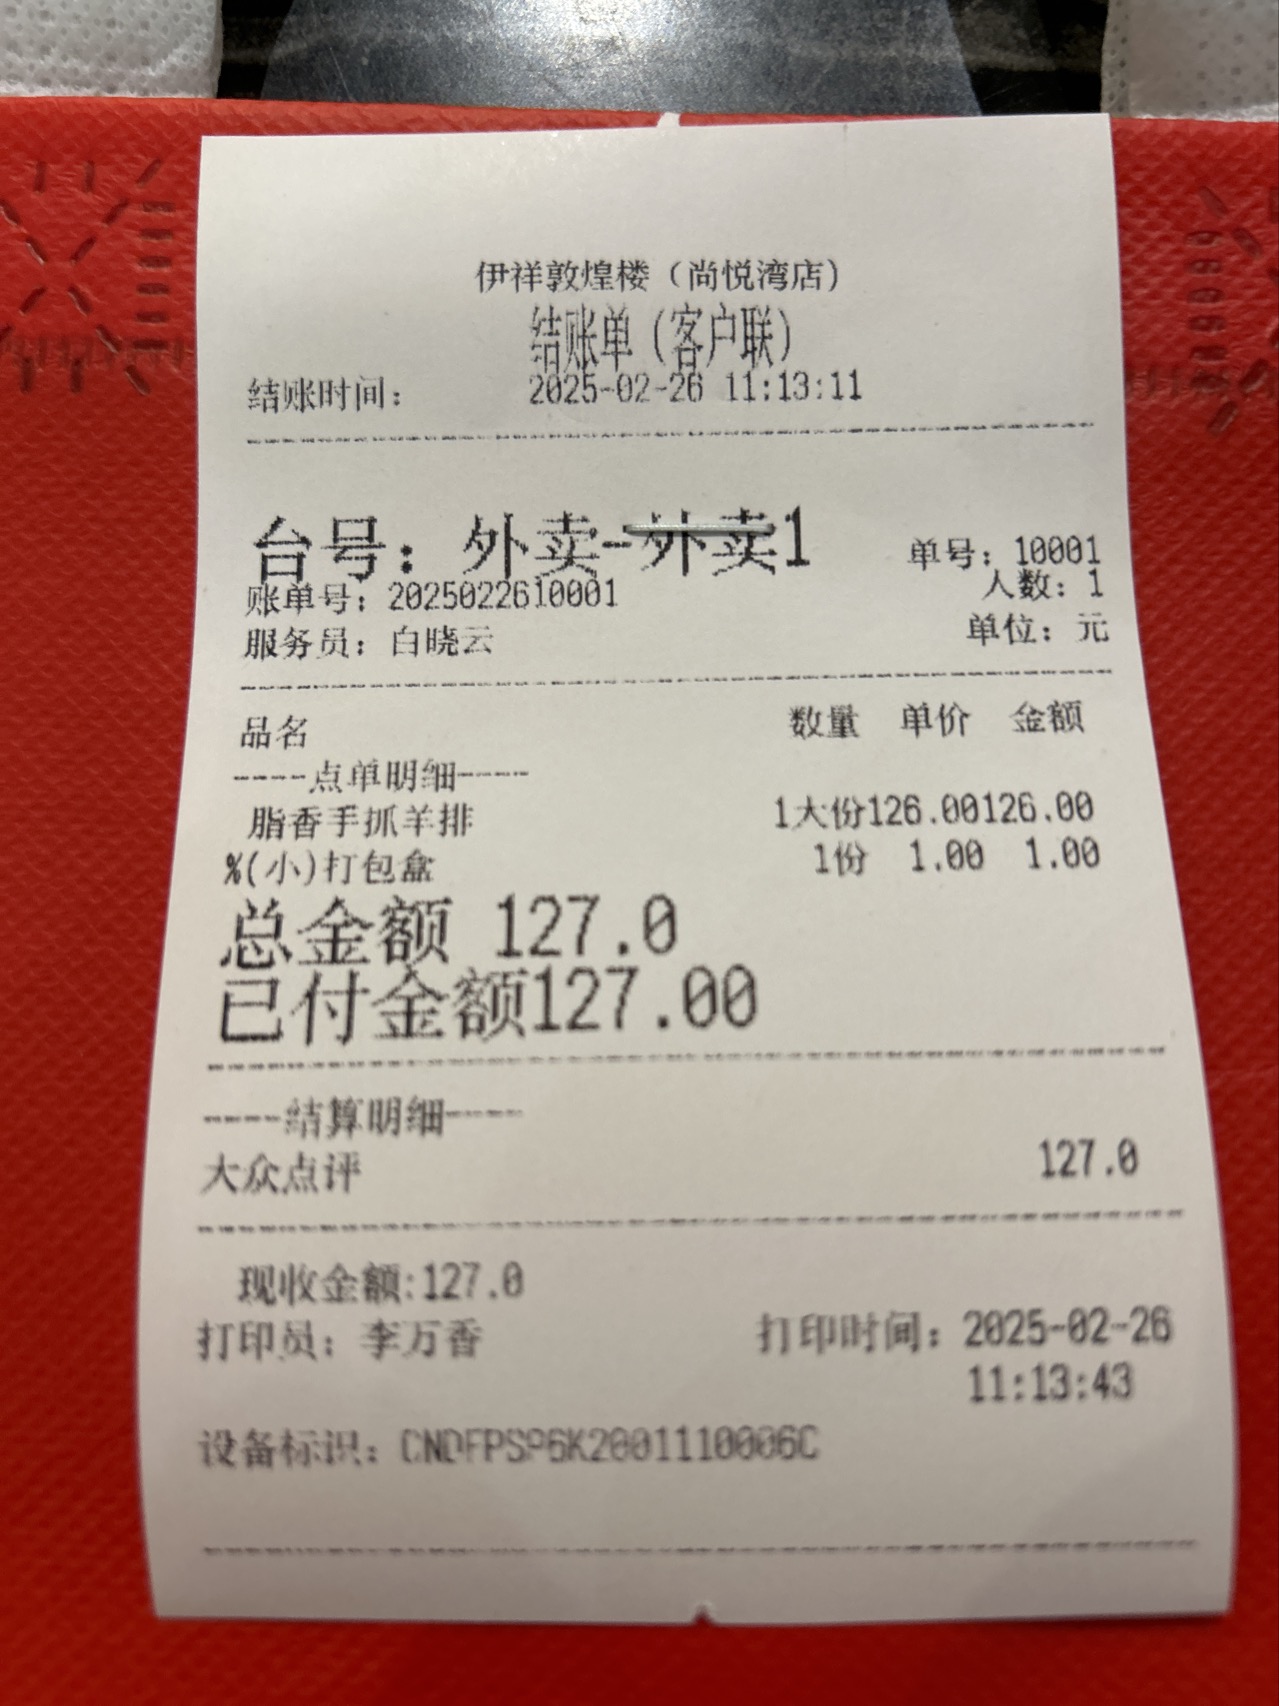 伊祥敦煌楼（尚悦湾店）
结账单（客户联）
结账时间： 2025-02-26 11:13:11
台号：外卖-外卖1 单号：10001
人数：1
账单号：2025022610001
服务员：白晓云 单位：元
品名 数量 单价 金额
----点单明细----
脂香手抓羊排 1大份126.00126.00
%(小)打包盒 1份 1.00 1.00
总金额 127.0
已付金额127.00
----结算明细----
大众点评 127.0
现收金额:127.0
打印员：李万香 打印时间：2025-02-26
11:13:43
设备标识：